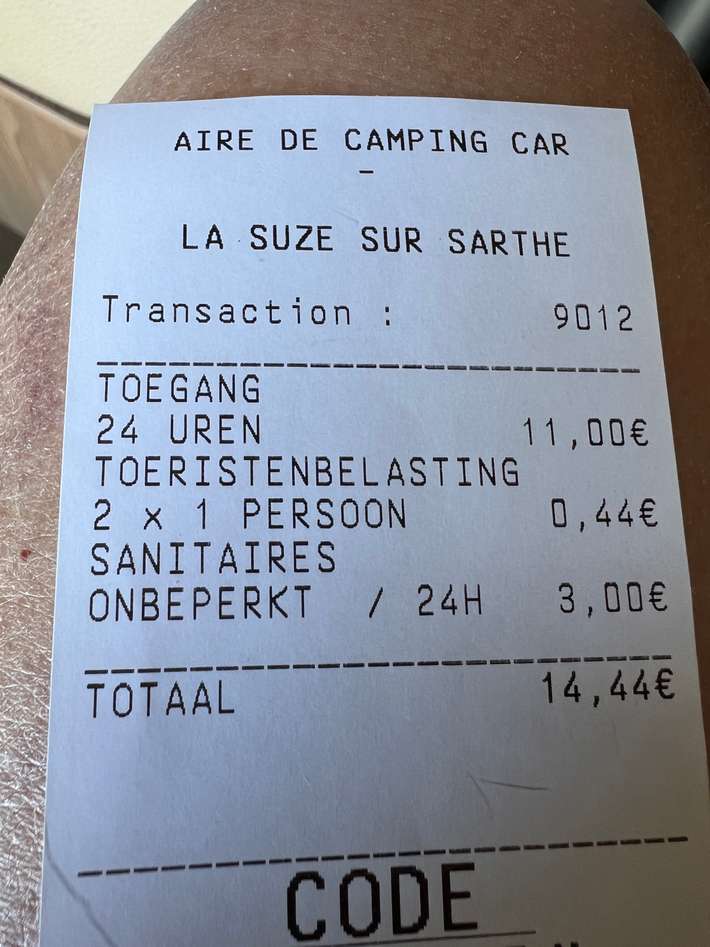 AIRE DE CAMPING CAR
-
LA SUZE SUR SARTHE
Transaction : 9012
TOEGANG
24 UREN 11,00€
TOERISTENBELASTING
2 x 1 PERSOON 0,44€
SANITAIRES
ONBEPERKT / 24H 3,00€
TOTAAL 14,44€
CODE